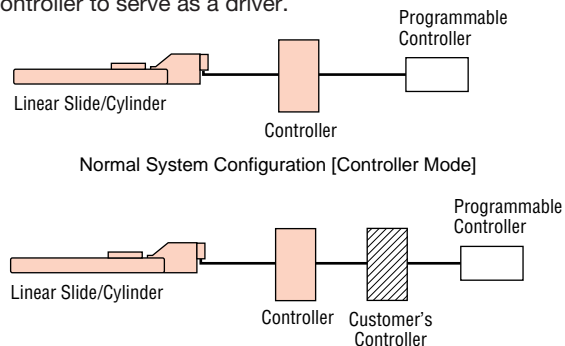 ontroller to serve as a driver.
Programmable
Controller
Linear Slide/Cylinder
Controller
Normal System Configuration [Controller Mode]
Programmable
Controller
Linear Slide/Cylinder
Controller
Customer's
Controller